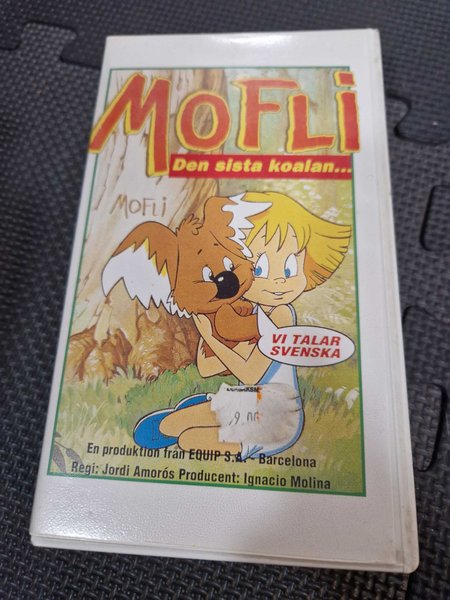 MOFLi
Den sista koalan...
MOFLi
VI TALAR
SVENSKA
En produktion från EQUIP S.A. - Barcelona
Regi: Jordi Amorós Producent: Ignacio Molina